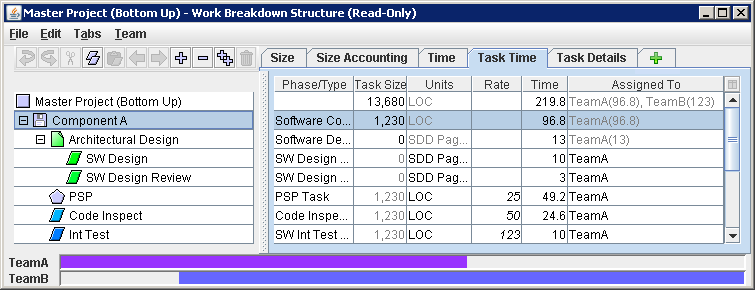 Master Project (Bottom Up) - Work Breakdown Structure (Read-Only)
File Edit Tabs Team
Size Size Accounting Time Task Time Task Details
Phase/Type Task Size Units Rate Time Assigned To
Master Project (Bottom Up) 13,680 LOC 219.8 TeamA(96.8), TeamB(123)
Component A Software Co... 1,230 LOC 96.8 TeamA(96.8)
Architectural Design Software De... 0 SDD Pag... 13 TeamA(13)
SW Design SW Design ... 0 SDD Pag... 10 TeamA
SW Design Review SW Design ... 0 SDD Pag... 3 TeamA
PSP PSP Task 1,230 LOC 25 49.2 TeamA
Code Inspect Code Inspe... 1,230 LOC 50 24.6 TeamA
Int Test SW Int Test ... 1,230 LOC 123 10 TeamA
TeamA
TeamB